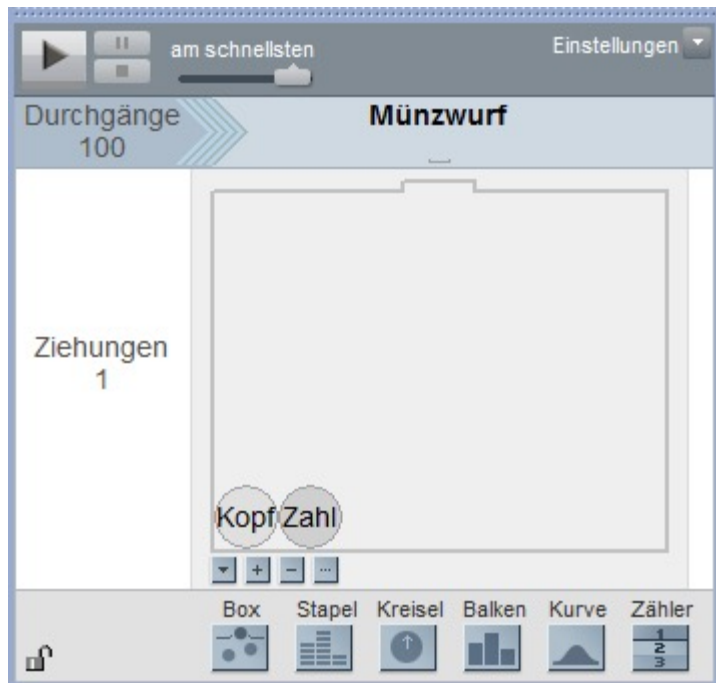 am schnellsten
Einstellungen
Durchgänge
100
Münzwurf
Ziehungen
1
Kopf Zahl
Box Stapel Kreisel Balken Kurve Zähler
1
2
3